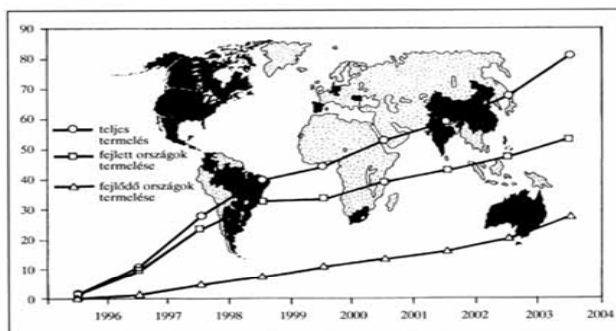 90
80
70
60
50
40
30
20
10
0
teljes
termelés
fejlett országok
termelése
fejlődő országok
termelése
1996 1997 1998 1999 2000 2001 2002 2003 2004